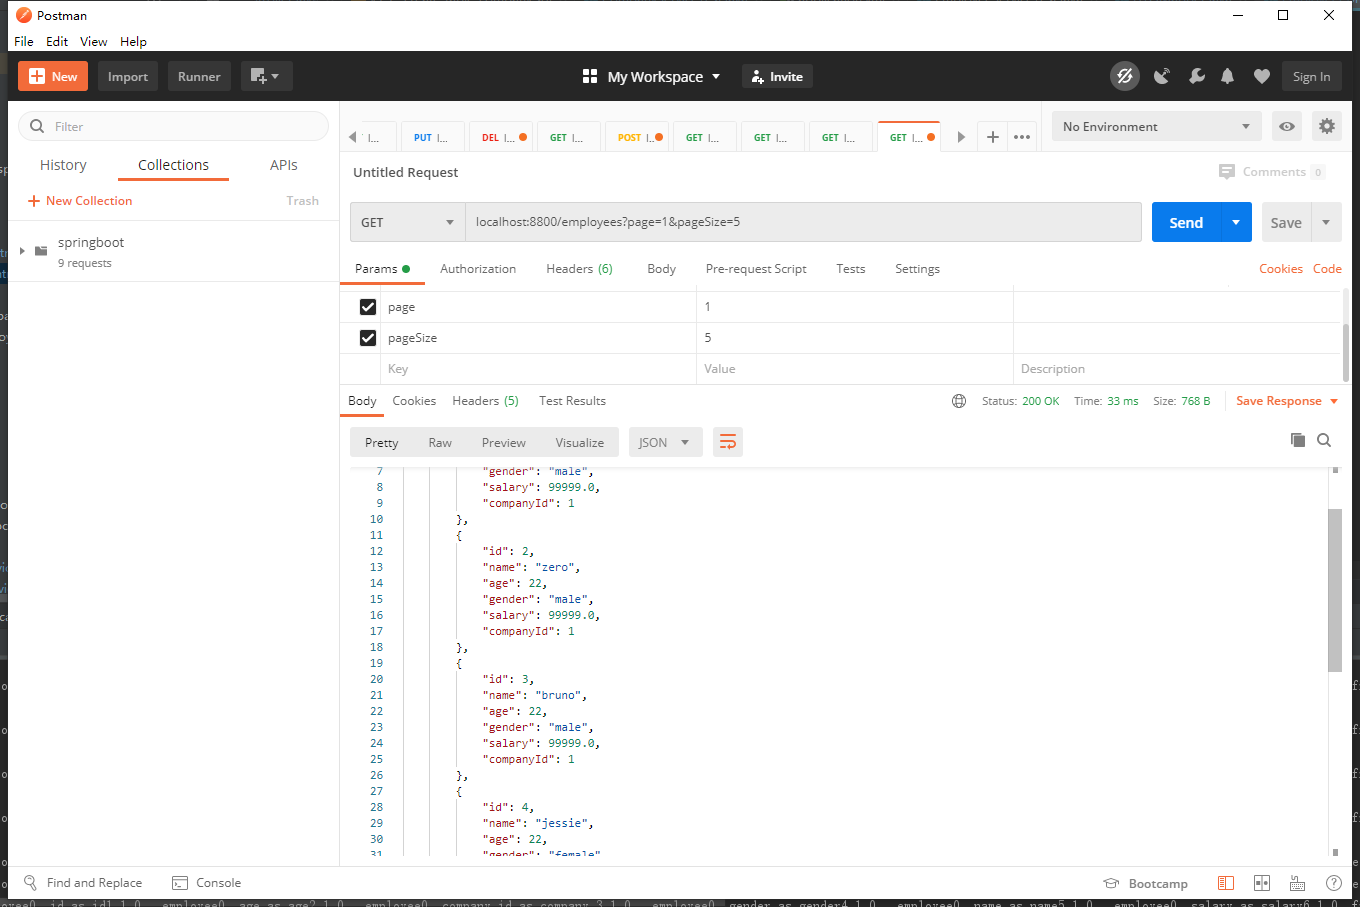 Postman
File Edit View Help
New Import Runner My Workspace Invite Sign In
Filter
History Collections APIs
New Collection Trash
springboot
9 requests
I... PUT I... DEL I... GET I... POST I.. GET I... GET I... GET I... GET I... No Environment
Untitled Request Comments 0
GET localhost:8800/employees?page=1&pageSize=5 Send Save
Params Authorization Headers (6) Body Pre-request Script Tests Settings Cookies Code
page 1
pageSize 5
Key Value Description
Body Cookies Headers (5) Test Results Status: 200 OK Time: 33 ms Size: 768 B Save Response
Pretty Raw Preview Visualize JSON
7 "gender": "male",
8 "salary": 99999.0,
9 "companyId": 1
10 },
11 {
12 "id": 2,
13 "name": "zero",
14 "age": 22,
15 "gender": "male",
16 "salary": 99999.0,
17 "companyId": 1
18 },
19 {
20 "id": 3,
21 "name": "bruno",
22 "age": 22,
23 "gender": "male",
24 "salary": 99999.0,
25 "companyId": 1
26 },
27 {
28 "id": 4,
29 "name": "jessie",
30 "age": 22,
31 "gender": "female"
Find and Replace Console Bootcamp